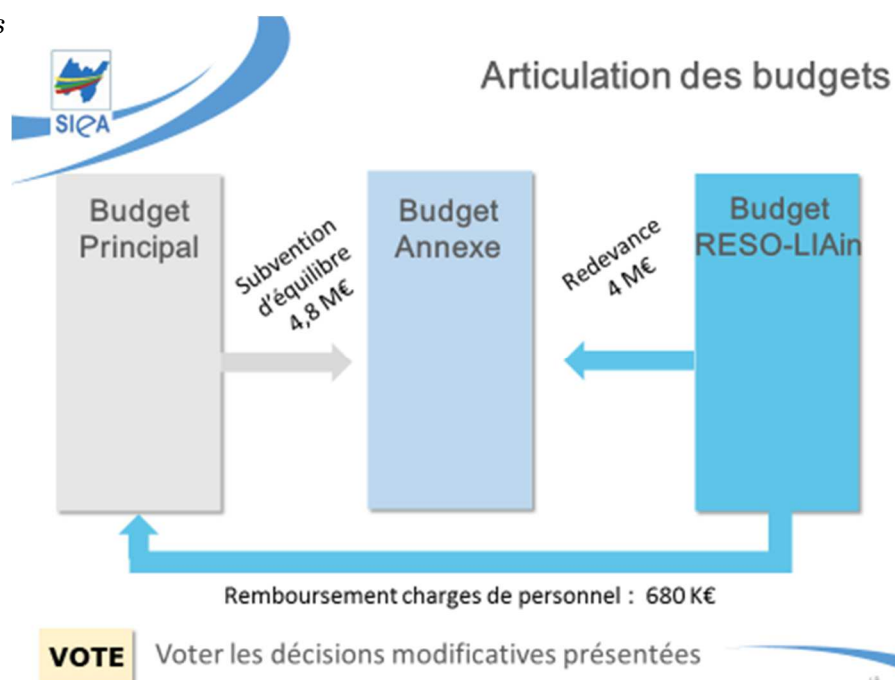 s
SIeA
Articulation des budgets
Budget
Principal
Subvention
d'équilibre
4,8 M€
Budget
Annexe
Redevance
4 M€
Budget
RESO-LIAin
Remboursement charges de personnel : 680 K€
VOTE Voter les décisions modificatives présentées